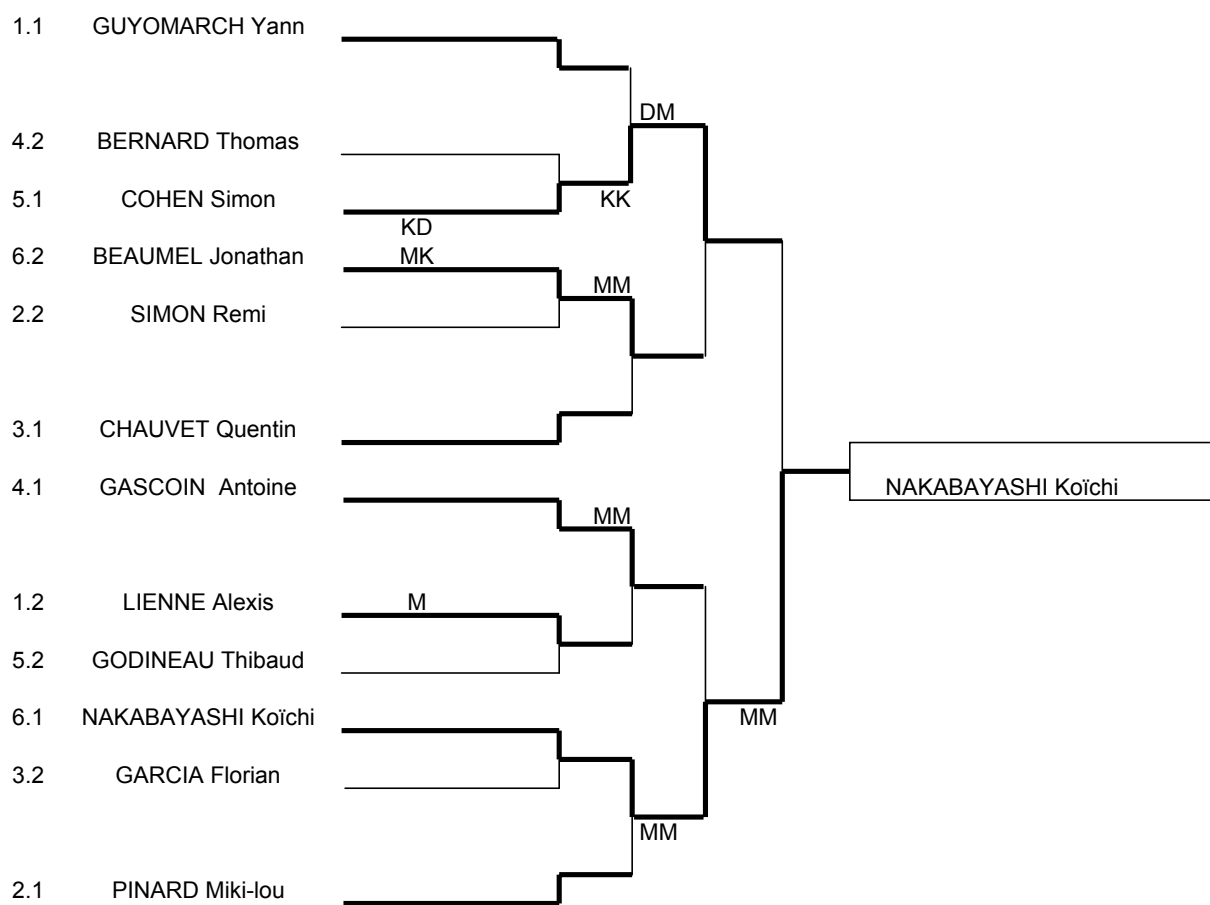 1.1 GUYOMARCH Yann
DM
4.2 BERNARD Thomas
5.1 COHEN Simon KK
KD
6.2 BEAUMEL Jonathan MK
MM
2.2 SIMON Remi
3.1 CHAUVET Quentin
4.1 GASCOIN Antoine NAKABAYASHI Koïchi
MM
1.2 LIENNE Alexis M
5.2 GODINEAU Thibaud
6.1 NAKABAYASHI Koïchi MM
3.2 GARCIA Florian
MM
2.1 PINARD Miki-lou